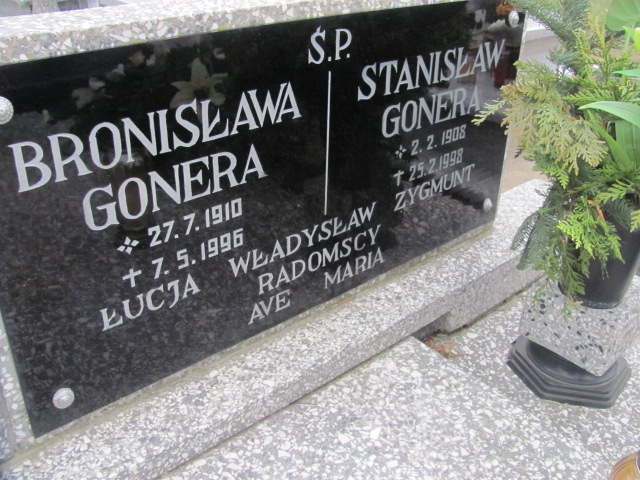 Ś.P.
BRONISŁAWA
GONERA
* 27. 7. 1910
† 7. 5. 1996
STANISŁAW
GONERA
* 2. 2. 1908
† 25. 2. 1998
ŁUCJA WŁADYSŁAW ZYGMUNT
RADOMSCY
AVE MARIA